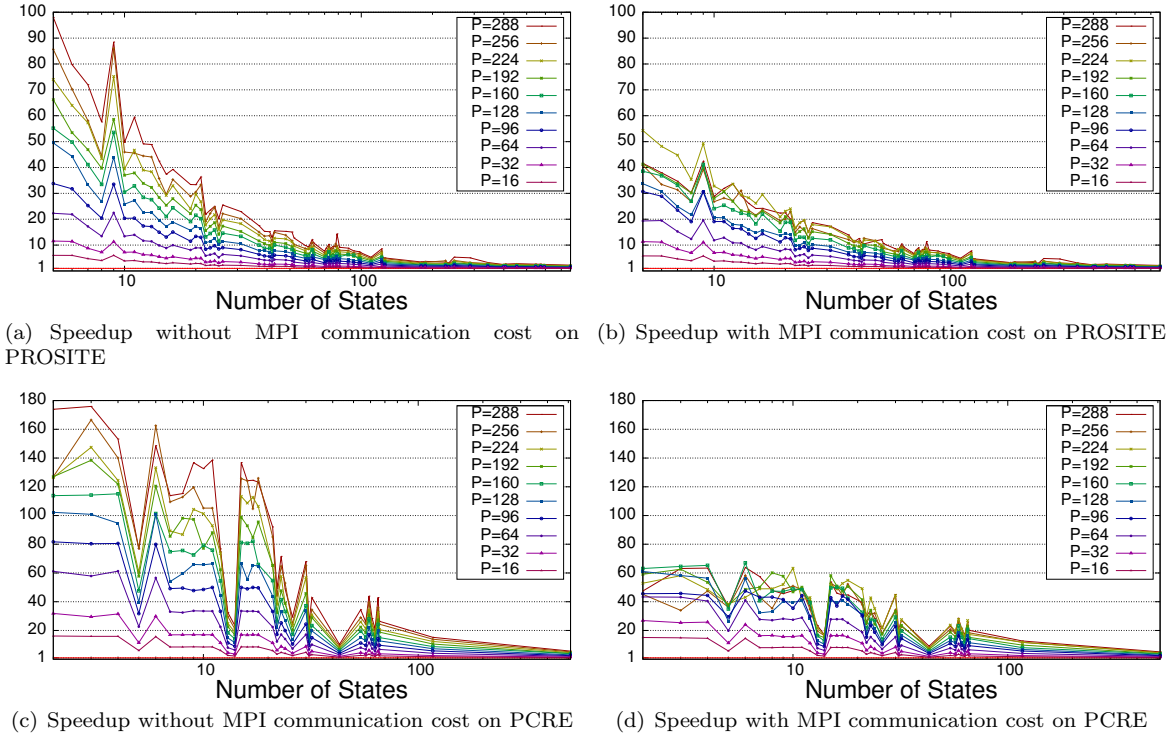 100
90
80
70
60
50
40
30
20
10
1
10
100
Number of States
P=288
P=256
P=224
P=192
P=160
P=128
P=96
P=64
P=32
P=16
(a) Speedup without MPI communication cost on
PROSITE
100
90
80
70
60
50
40
30
20
10
1
10
100
Number of States
P=288
P=256
P=224
P=192
P=160
P=128
P=96
P=64
P=32
P=16
(b) Speedup with MPI communication cost on PROSITE
180
160
140
120
100
80
60
40
20
1
10
100
Number of States
P=288
P=256
P=224
P=192
P=160
P=128
P=96
P=64
P=32
P=16
(c) Speedup without MPI communication cost on PCRE
180
160
140
120
100
80
60
40
20
1
10
100
Number of States
P=288
P=256
P=224
P=192
P=160
P=128
P=96
P=64
P=32
P=16
(d) Speedup with MPI communication cost on PCRE